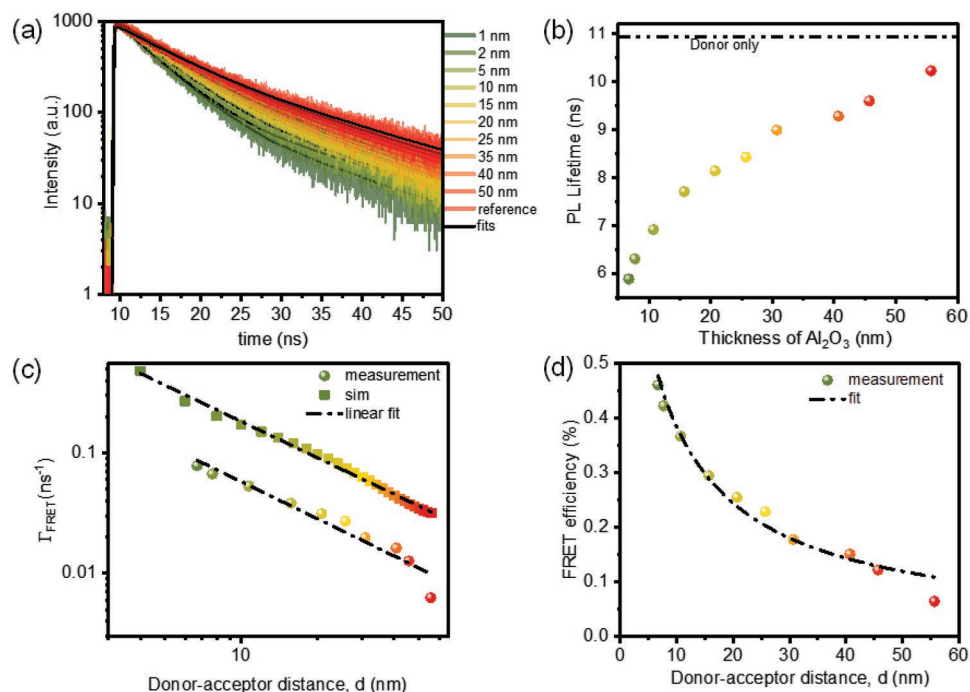 (a)
1000
100
10
1
Intensity (a.u.)
10 15 20 25 30 35 40 45 50
time (ns)
1 nm
2 nm
5 nm
10 nm
15 nm
20 nm
25 nm
35 nm
40 nm
50 nm
reference
fits
(b)
11
10
9
8
7
6
PL Lifetime (ns)
Donor only
10 20 30 40 50 60
Thickness of Al₂O₃ (nm)
(c)
measurement
sim
linear fit
0.1
0.01
Γ_FRET(ns⁻¹)
10
Donor-acceptor distance, d (nm)
(d)
measurement
fit
0.5
0.4
0.3
0.2
0.1
0.0
FRET efficiency (%)
0 10 20 30 40 50 60
Donor-acceptor distance, d (nm)